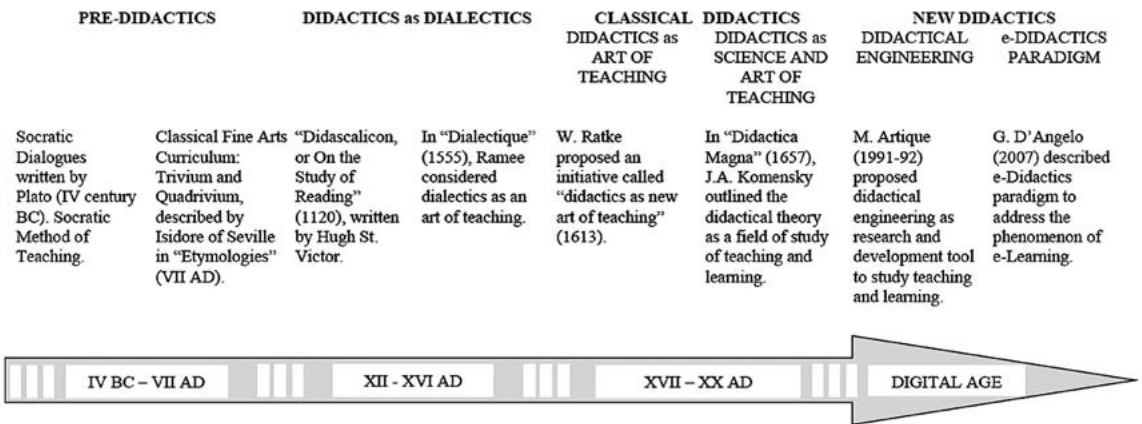 PRE-DIDACTICS
DIDACTICS as DIALECTICS
CLASSICAL DIDACTICS
NEW DIDACTICS
DIDACTICS as
ART OF
TEACHING
DIDACTICS as
SCIENCE AND
ART OF
TEACHING
DIDACTICAL
ENGINEERING
e-DIDACTICS
PARADIGM
Socratic
Dialogues
written by
Plato (IV century
BC). Socratic
Method of
Teaching.
Classical Fine Arts
Curriculum:
Trivium and
Quadrivium,
described by
Isidore of Seville
in “Etymologies”
(VII AD).
“Didascalicon,
or On the
Study of
Reading”
(1120), written
by Hugh St.
Victor.
In “Dialectique”
(1555), Ramee
considered
dialectics as an
art of teaching.
W. Ratke
proposed an
initiative called
“didactics as new
art of teaching”
(1613).
In “Didactica
Magna” (1657),
J.A. Komensky
outlined the
didactical theory
as a field of study
of teaching and
learning.
M. Artique
(1991-92)
proposed
didactical
engineering as
research and
development tool
to study teaching
and learning.
G. D’Angelo
(2007) described
e-Didactics
paradigm to
address the
phenomenon of
e-Learning.
IV BC – VII AD
XII - XVI AD
XVII – XX AD
DIGITAL AGE